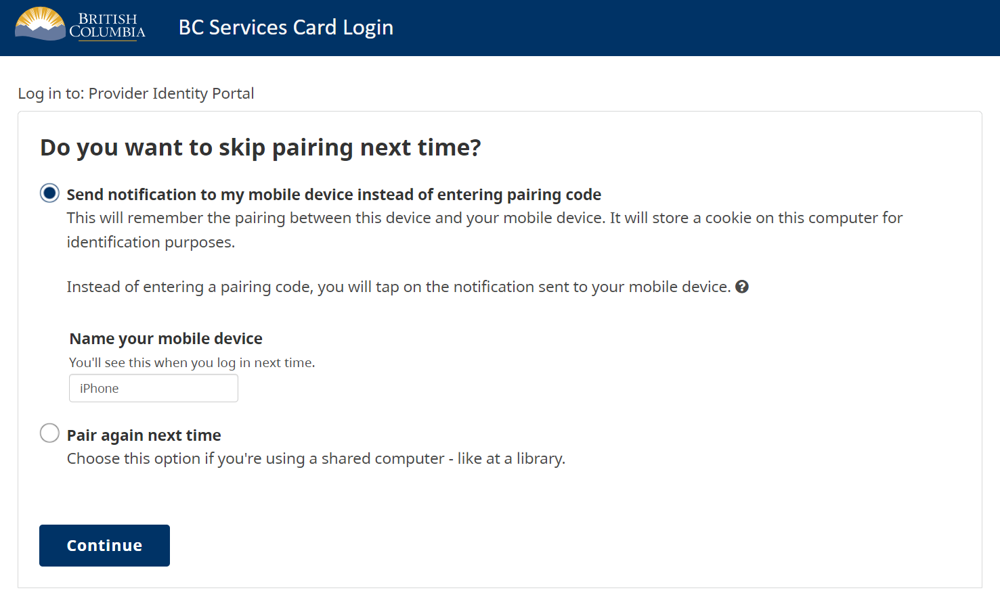 BRITISH
COLUMBIA
BC Services Card Login
Log in to: Provider Identity Portal
Do you want to skip pairing next time?
Send notification to my mobile device instead of entering pairing code
This will remember the pairing between this device and your mobile device. It will store a cookie on this computer for
identification purposes.
Instead of entering a pairing code, you will tap on the notification sent to your mobile device. ?
Name your mobile device
You'll see this when you log in next time.
iPhone
Pair again next time
Choose this option if you're using a shared computer - like at a library.
Continue